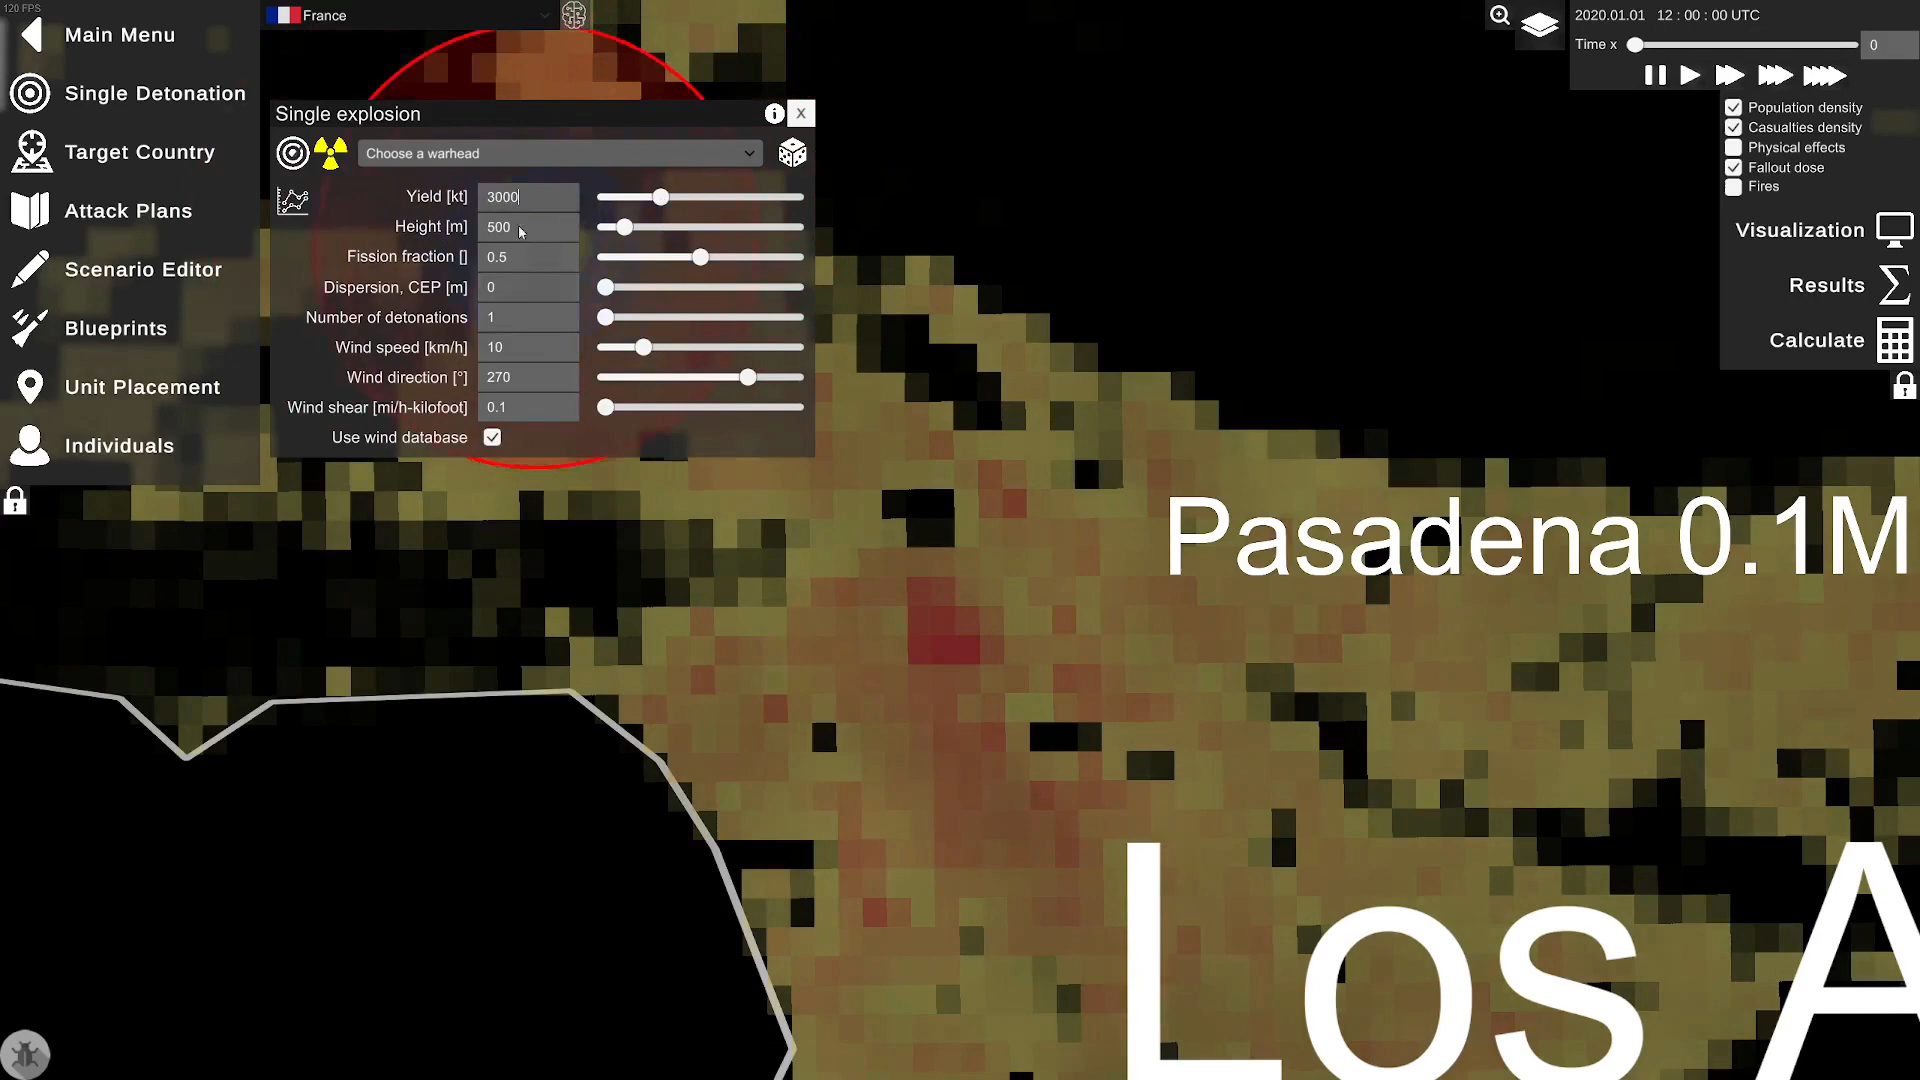 120 FPS
Main Menu
Single Detonation
Target Country
Attack Plans
Scenario Editor
Blueprints
Unit Placement
Individuals
France
Single explosion
i
X
Choose a warhead
Yield [kt] 3000
Height [m] 500
Fission fraction [] 0.5
Dispersion, CEP [m] 0
Number of detonations 1
Wind speed [km/h] 10
Wind direction [°] 270
Wind shear [mi/h-kilofoot] 0.1
Use wind database
2020.01.01 12 : 00 : 00 UTC
Time x 0
Population density
Casualties density
Physical effects
Fallout dose
Fires
Visualization
Results
Calculate
Pasadena 0.1M
Los A